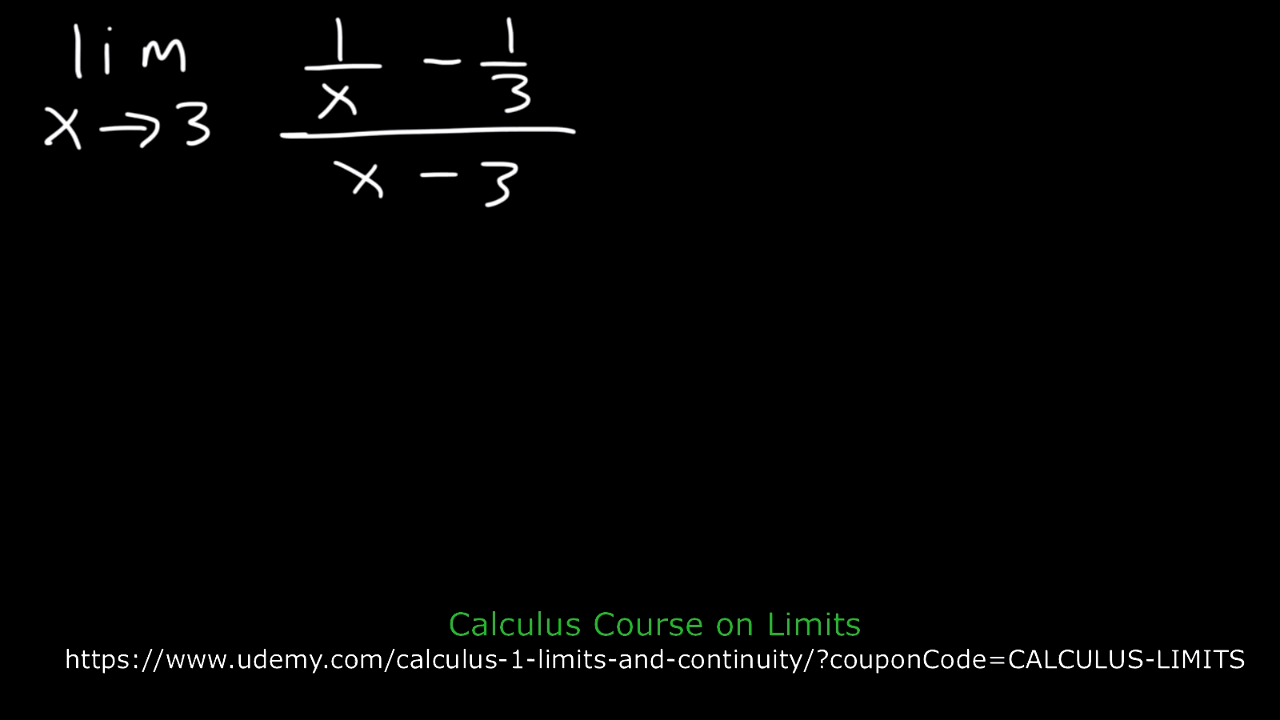 lim 1/x - 1/3
x→3 x - 3
Calculus Course on Limits
https://www.udemy.com/calculus-1-limits-and-continuity/?couponCode=CALCULUS-LIMITS